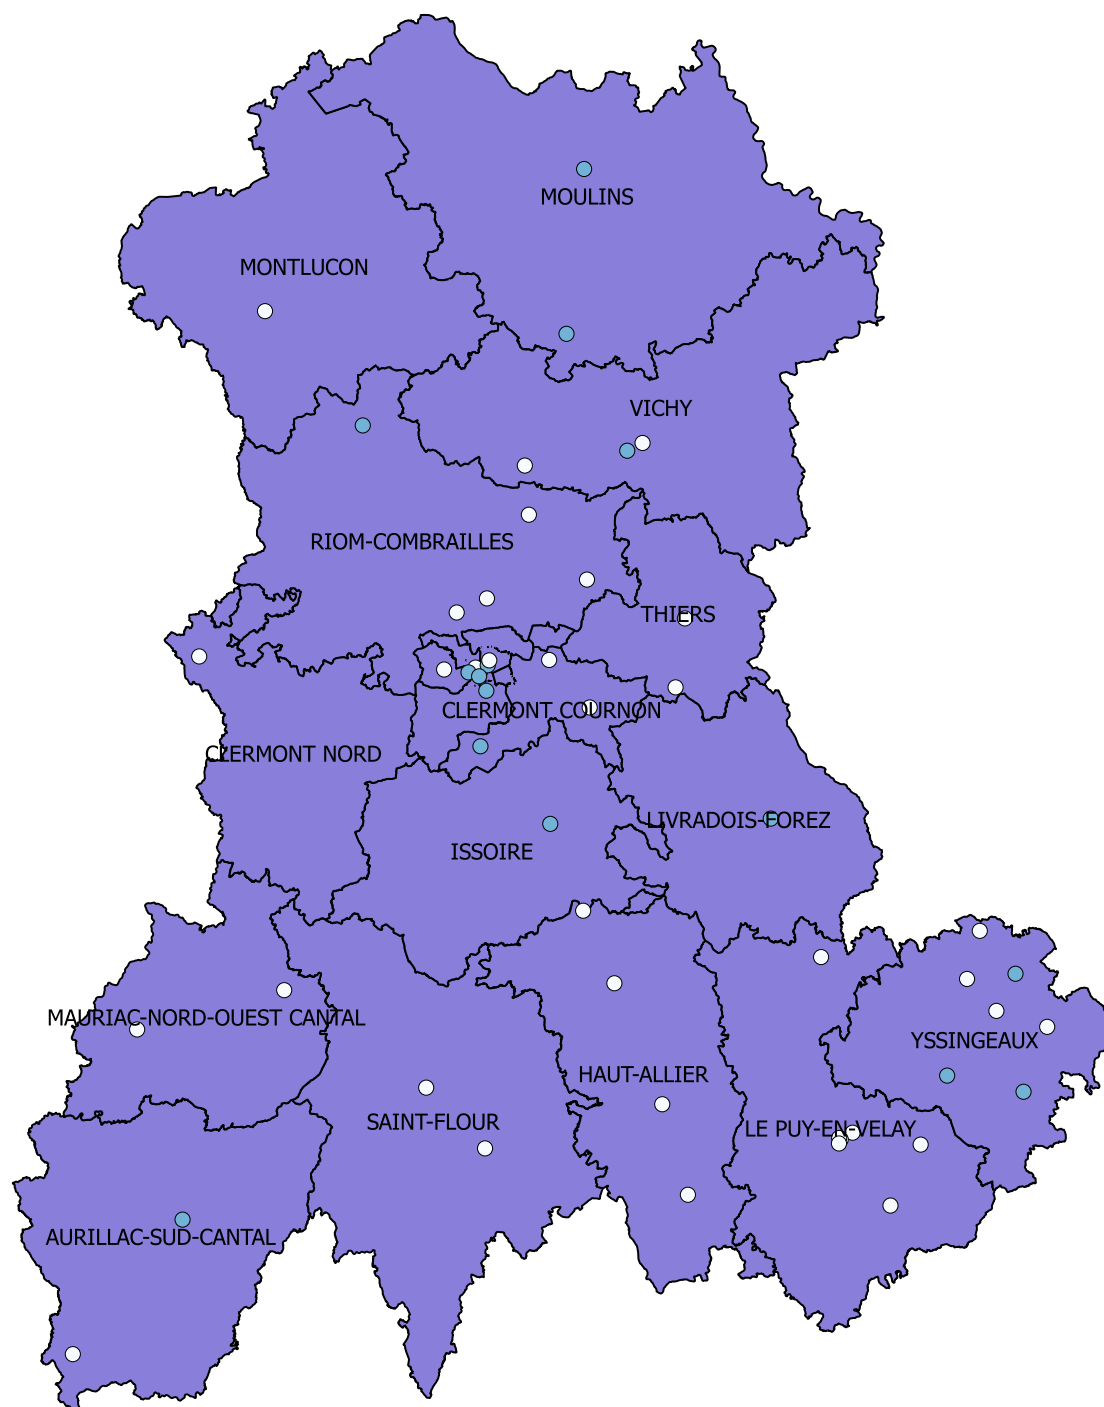 MOULINS
MONTLUCON
VICHY
RIOM-COMBRAILLES
THIERS
CLERMONT COURNON
CLERMONT NORD
LIVRADOIS-FOREZ
ISSOIRE
MAURIAC-NORD-OUEST CANTAL
YSSINGEAUX
HAUT-ALLIER
SAINT-FLOUR
LE PUY-EN-VELAY
AURILLAC-SUD-CANTAL